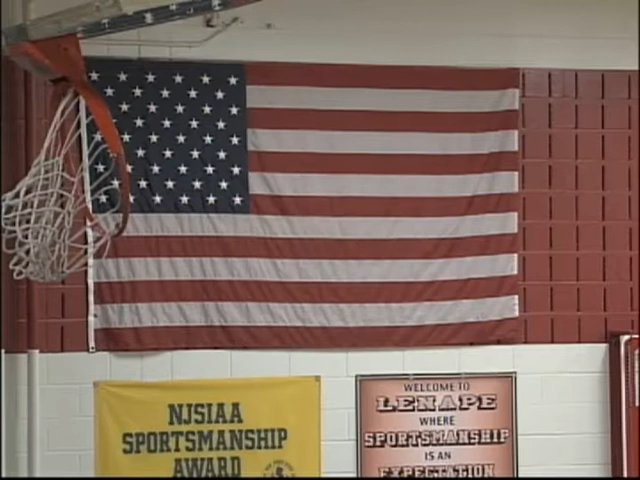 NJSIAA
SPORTSMANSHIP
AWARD
WELCOME TO
LENAPE
WHERE
SPORTSMANSHIP
IS AN
EXPECTATION